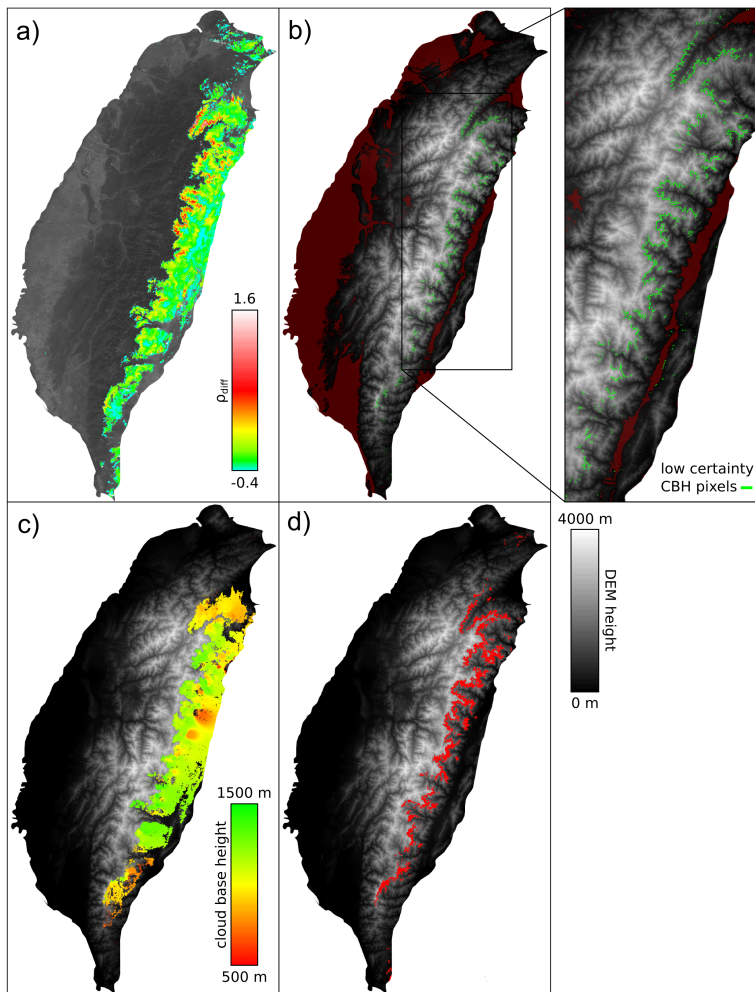 a)
b)
1.6
ρdiff
-0.4
low certainty
CBH pixels
c)
d)
4000 m
DEM height
0 m
1500 m
cloud base height
500 m